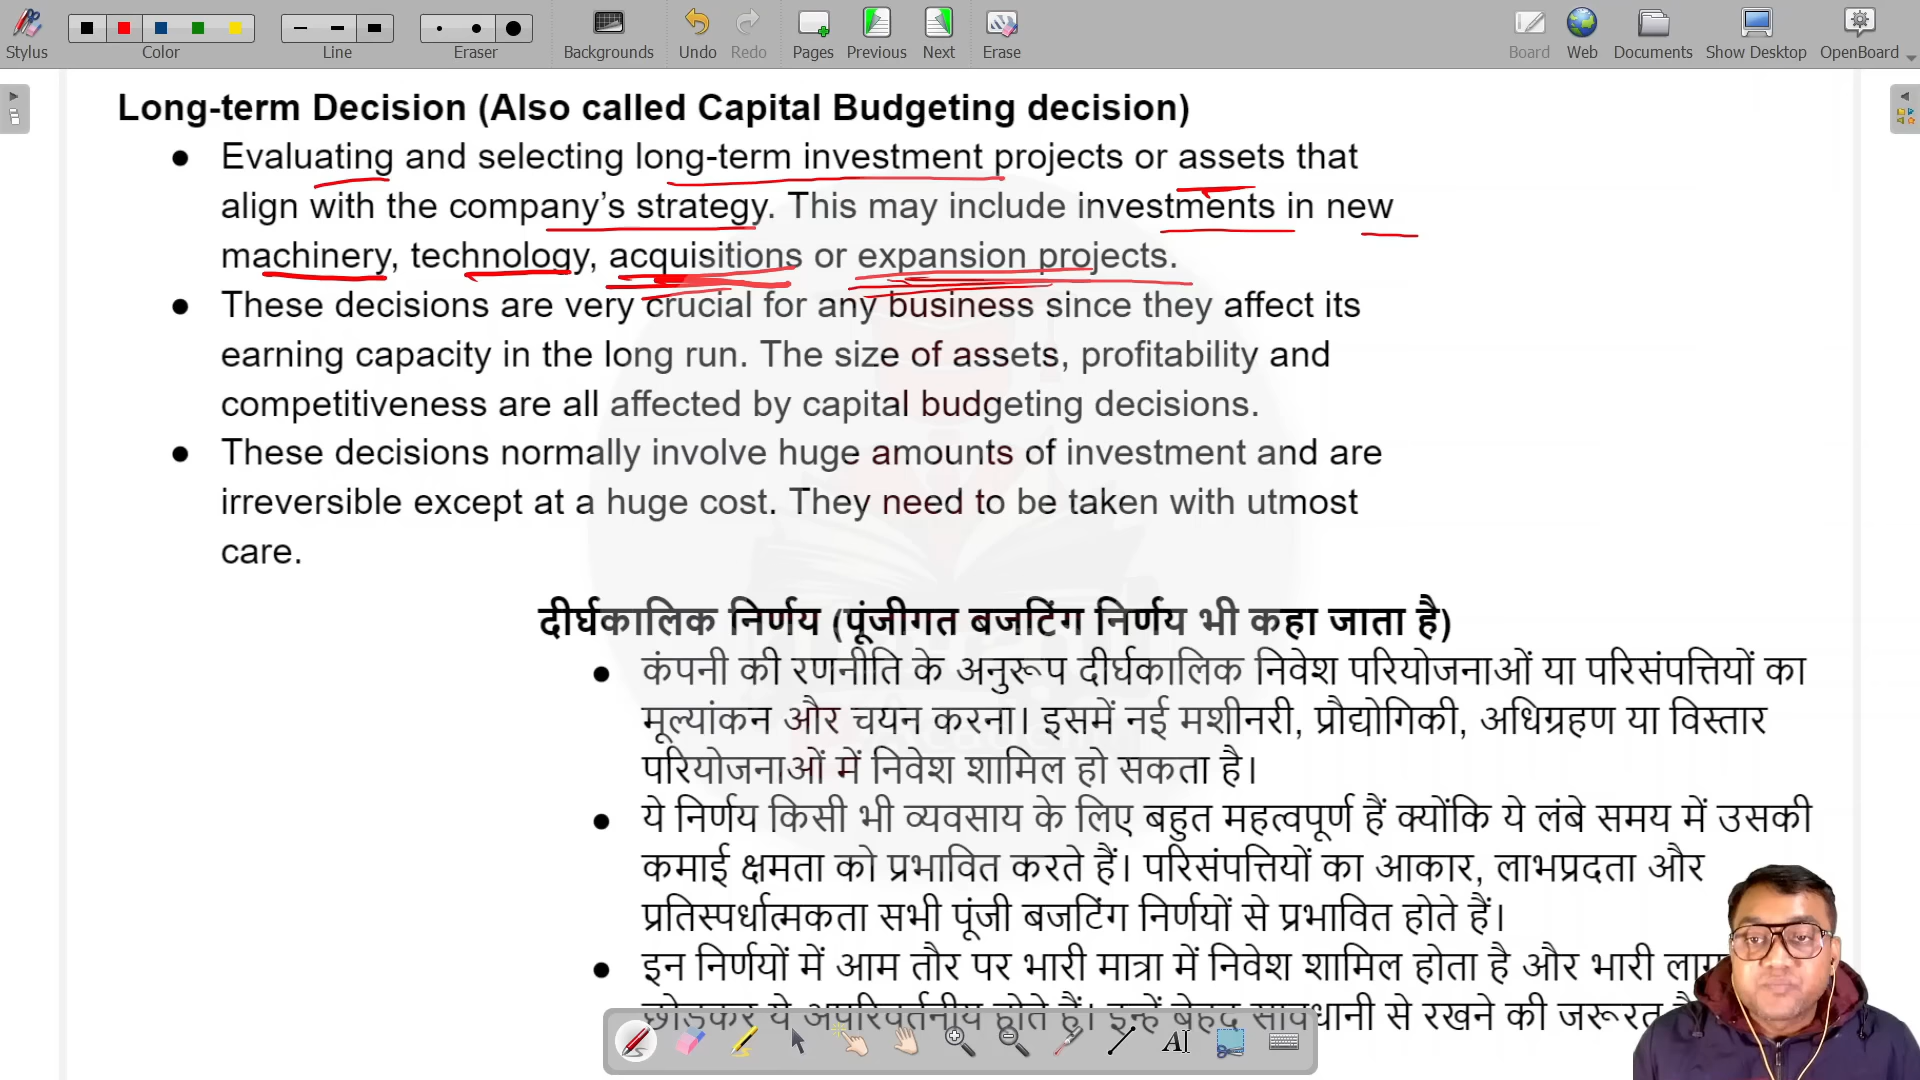 Stylus Color Line Eraser Backgrounds Undo Redo Pages Previous Next Erase Board Web Documents Show Desktop OpenBoard
Long-term Decision (Also called Capital Budgeting decision)
● Evaluating and selecting long-term investment projects or assets that
align with the company’s strategy. This may include investments in new
machinery, technology, acquisitions or expansion projects.
● These decisions are very crucial for any business since they affect its
earning capacity in the long run. The size of assets, profitability and
competitiveness are all affected by capital budgeting decisions.
● These decisions normally involve huge amounts of investment and are
irreversible except at a huge cost. They need to be taken with utmost
care.
दीर्घकालिक निर्णय (पूंजीगत बजटिंग निर्णय भी कहा जाता है)
● कंपनी की रणनीति के अनुरूप दीर्घकालिक निवेश परियोजनाओं या परिसंपत्तियों का
मूल्यांकन और चयन करना। इसमें नई मशीनरी, प्रौद्योगिकी, अधिग्रहण या विस्तार
परियोजनाओं में निवेश शामिल हो सकता है।
● ये निर्णय किसी भी व्यवसाय के लिए बहुत महत्वपूर्ण हैं क्योंकि ये लंबे समय में उसकी
कमाई क्षमता को प्रभावित करते हैं। परिसंपत्तियों का आकार, लाभप्रदता और
प्रतिस्पर्धात्मकता सभी पूंजी बजटिंग निर्णयों से प्रभावित होते हैं।
● इन निर्णयों में आम तौर पर भारी मात्रा में निवेश शामिल होता है और भारी
छोड़कर ये अपरिवर्तनीय होते हैं। इन्हें बेहद सावधानी से रखने की जरूरत